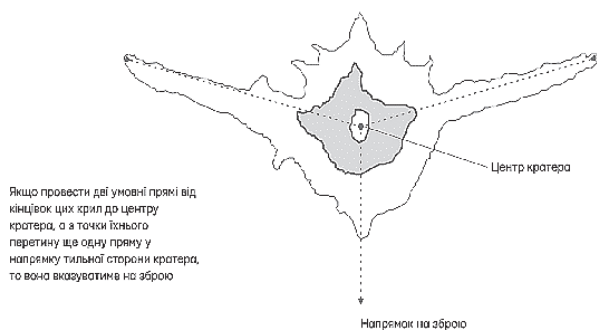 Центр кратера
Якщо провести дві умовні прямі від
кінцівок цих крил до центру
кратера, а з точки їхнього
перетину ще одну пряму у
напрямку тильної сторони кратера,
то вона вказуватиме на зброю
Напрямок на зброю